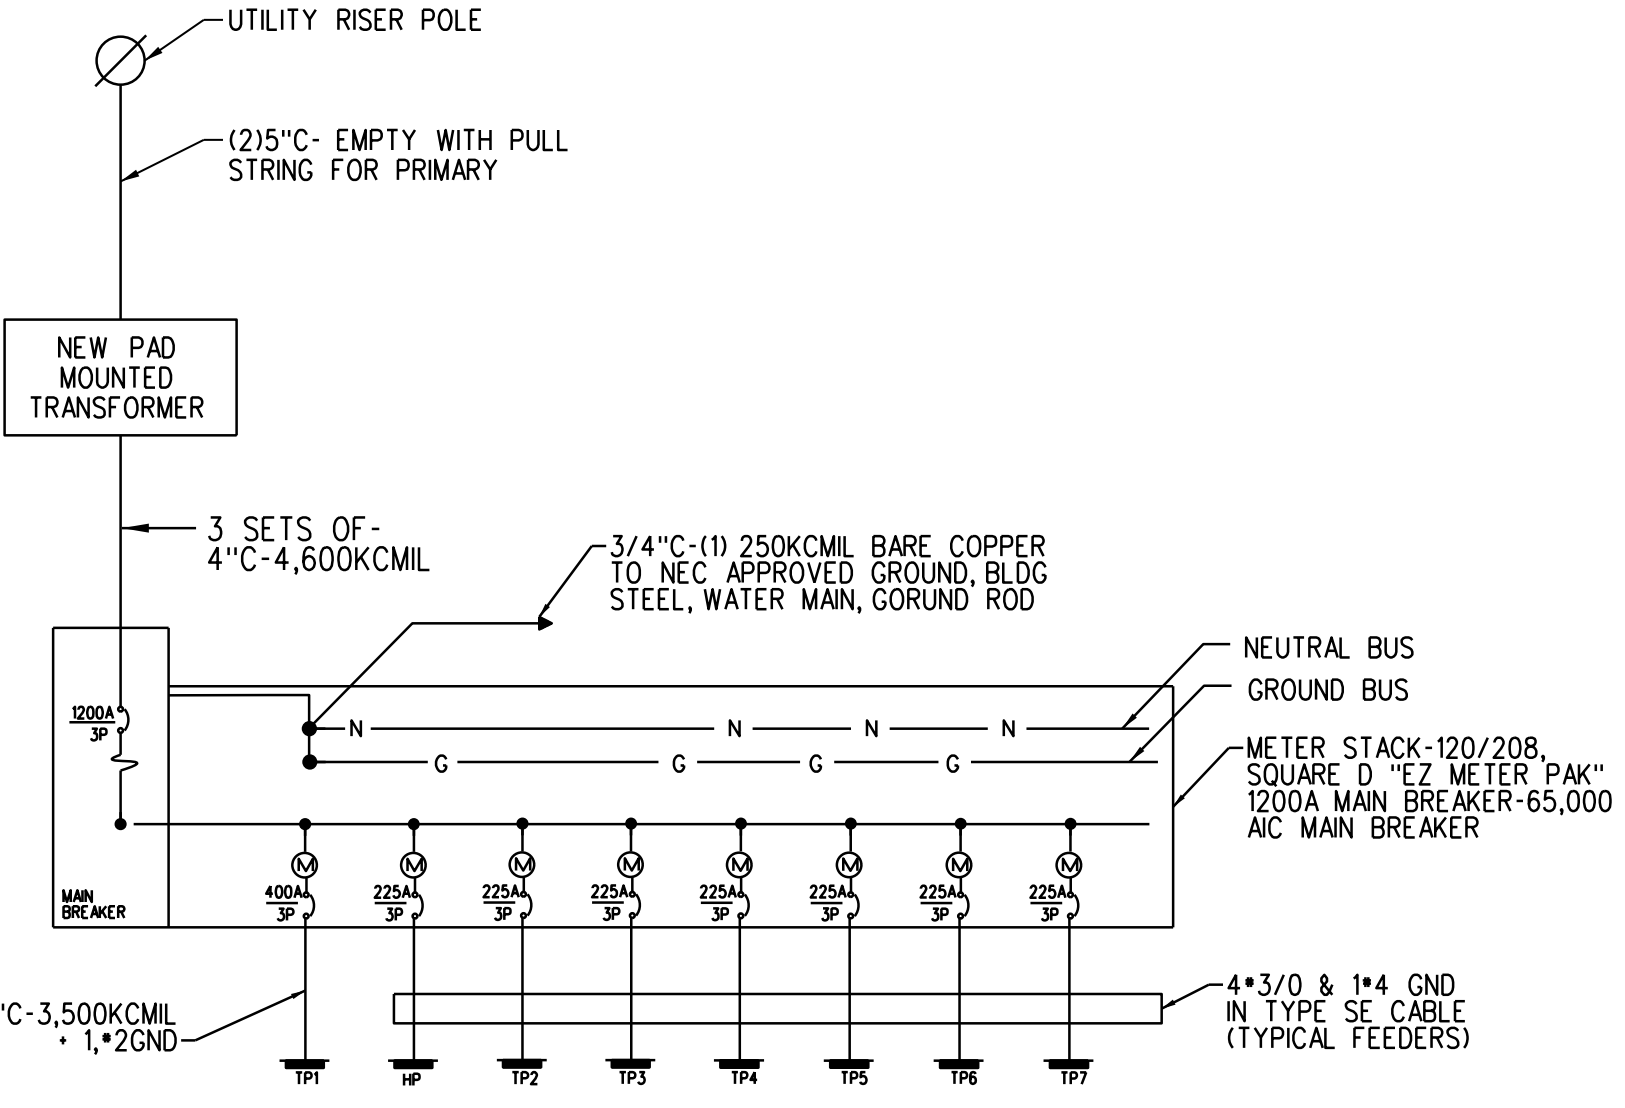 UTILITY RISER POLE
(2)5"C- EMPTY WITH PULL
STRING FOR PRIMARY
NEW PAD
MOUNTED
TRANSFORMER
3 SETS OF-
4"C-4,600KCMIL
3/4"C-(1) 250KCMIL BARE COPPER
TO NEC APPROVED GROUND, BLDG
STEEL, WATER MAIN, GORUND ROD
NEUTRAL BUS
GROUND BUS
N N N N
G G G G
1200A
3P
METER STACK-120/208,
SQUARE D "EZ METER PAK"
1200A MAIN BREAKER-65,000
AIC MAIN BREAKER
M M M M M M M M
400A 225A 225A 225A 225A 225A 225A 225A
3P 3P 3P 3P 3P 3P 3P 3P
MAIN
BREAKER
"C-3,500KCMIL
+ 1,#2GND
4#3/0 & 1#4 GND
IN TYPE SE CABLE
(TYPICAL FEEDERS)
TP1 HP TP2 TP3 TP4 TP5 TP6 TP7